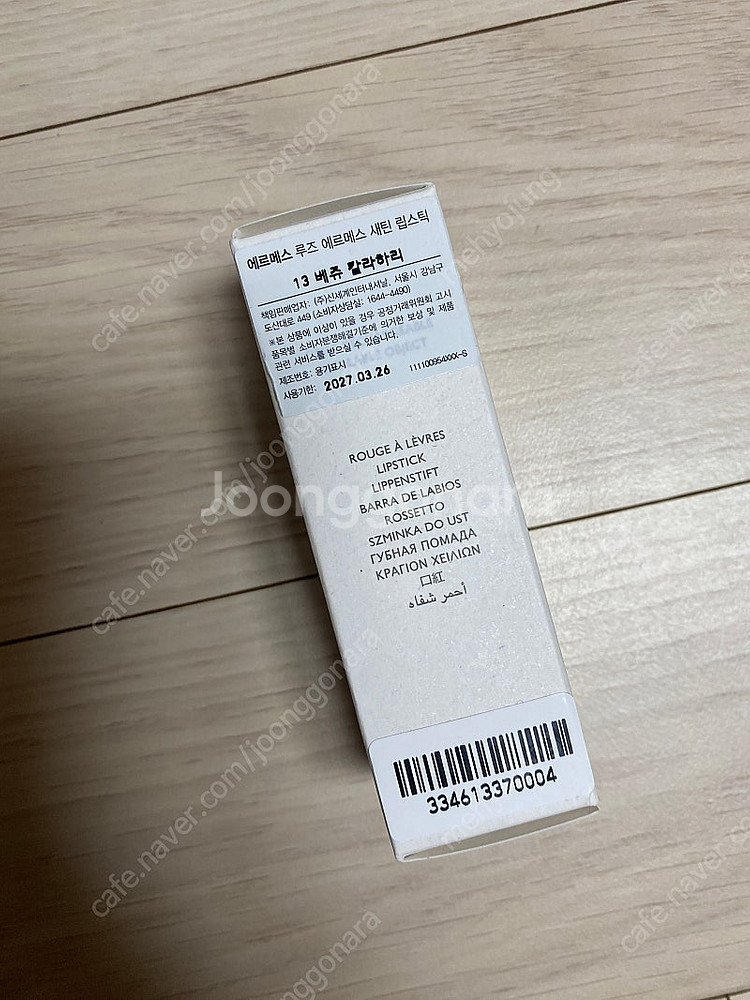 에르메스 루즈 에르메스 새틴 립스틱
13 베쥬 칼라하리
책임판매업자: (주)신세계인터내셔날, 서울시 강남구
도산대로 449 (소비자상담실: 1644-4490)
※본 상품에 이상이 있을 경우 공정거래위원회 고시
품목별 소비자분쟁해결기준에 의거한 보상 및 제품
관련 서비스를 받으실 수 있습니다.
제조번호: 용기표시
111100954XXX-S
사용기한: 2027.03.26
ROUGE À LÈVRES
LIPSTICK
LIPPENSTIFT
BARRA DE LABIOS
ROSSETTO
SZMINKA DO UST
ГУБНАЯ ПОМАДА
ΚΡΑΓΙΟΝ ΧΕΙΛΙΩΝ
口紅
أحمر شفاه
334613370004
Joonggonara
cafe.naver.com/joonggonara